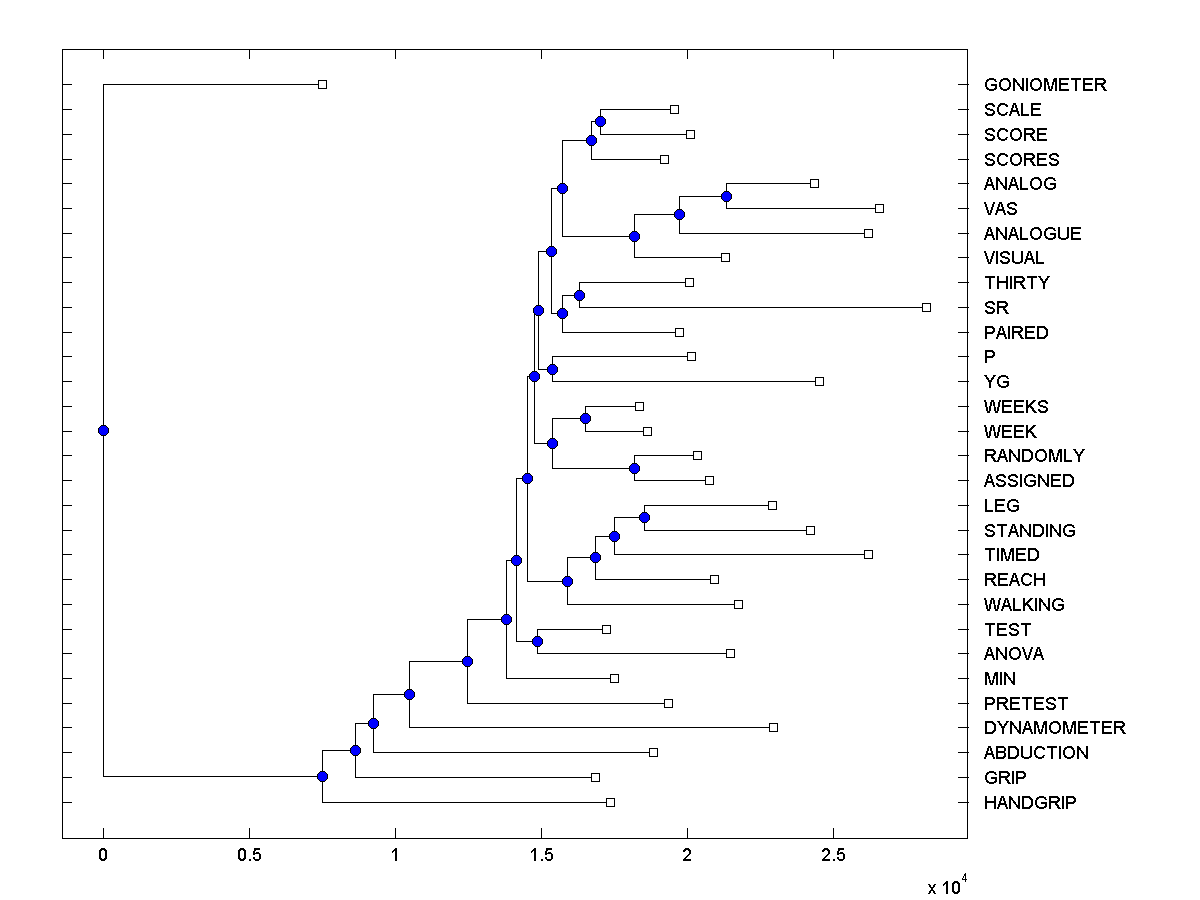 GONIOMETER
SCALE
SCORE
SCORES
ANALOG
VAS
ANALOGUE
VISUAL
THIRTY
SR
PAIRED
P
YG
WEEKS
WEEK
RANDOMLY
ASSIGNED
LEG
STANDING
TIMED
REACH
WALKING
TEST
ANOVA
MIN
PRETEST
DYNAMOMETER
ABDUCTION
GRIP
HANDGRIP
0 0.5 1 1.5 2 2.5
x 10^4